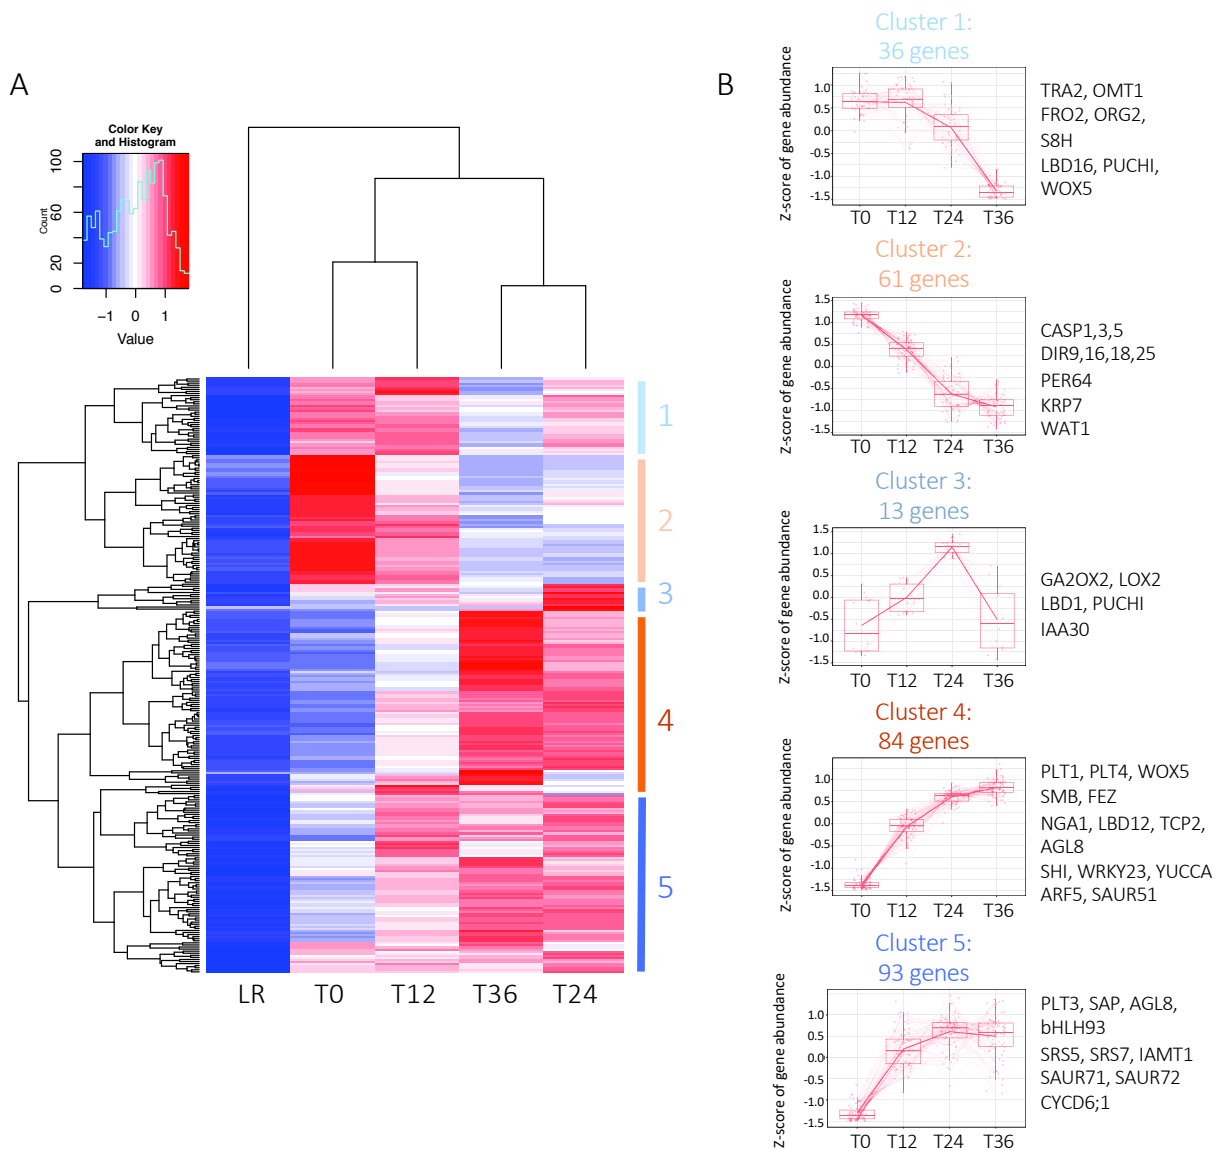 A
Color Key
and Histogram
Count
0
20
60
100
−1
0
1
Value
1
2
3
4
5
LR
T0
T12
T36
T24
B
Cluster 1:
36 genes
Z-score of gene abundance
1.0
0.5
0.0
-0.5
-1.0
-1.5
T0
T12
T24
T36
TRA2, OMT1
FRO2, ORG2,
S8H
LBD16, PUCHI,
WOX5
Cluster 2:
61 genes
Z-score of gene abundance
1.5
1.0
0.5
0.0
-0.5
-1.0
-1.5
T0
T12
T24
T36
CASP1,3,5
DIR9,16,18,25
PER64
KRP7
WAT1
Cluster 3:
13 genes
Z-score of gene abundance
1.5
1.0
0.5
0.0
-0.5
-1.0
-1.5
T0
T12
T24
T36
GA2OX2, LOX2
LBD1, PUCHI
IAA30
Cluster 4:
84 genes
Z-score of gene abundance
1.0
0.5
0.0
-0.5
-1.0
-1.5
T0
T12
T24
T36
PLT1, PLT4, WOX5
SMB, FEZ
NGA1, LBD12, TCP2,
AGL8
SHI, WRKY23, YUCCA
ARF5, SAUR51
Cluster 5:
93 genes
Z-score of gene abundance
1.0
0.5
0.0
-0.5
-1.0
-1.5
T0
T12
T24
T36
PLT3, SAP, AGL8,
bHLH93
SRS5, SRS7, IAMT1
SAUR71, SAUR72
CYCD6;1